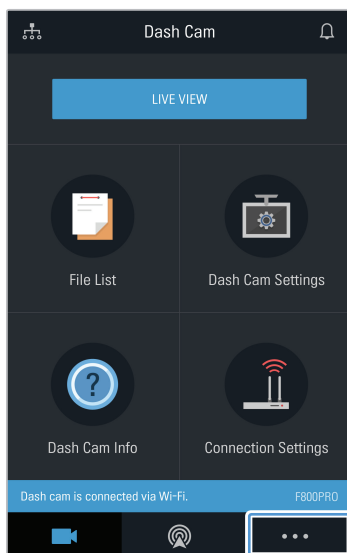 Dash Cam
LIVE VIEW
File List
Dash Cam Settings
Dash Cam Info
Connection Settings
Dash cam is connected via Wi-Fi.
F800PRO